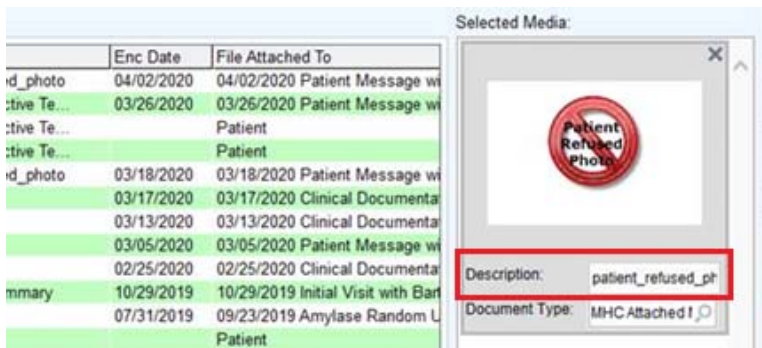 Selected Media:
Enc Date File Attached To
ed_photo 04/02/2020 04/02/2020 Patient Message wi
ctive Te... 03/26/2020 03/26/2020 Patient Message wi
ctive Te... Patient
ctive Te... Patient
ed_photo 03/18/2020 03/18/2020 Patient Message wi
03/17/2020 03/17/2020 Clinical Documenta
03/13/2020 03/13/2020 Clinical Documenta
03/05/2020 03/05/2020 Patient Message wi
02/25/2020 02/25/2020 Clinical Documenta
mmary 10/29/2019 10/29/2019 Initial Visit with Bar
07/31/2019 09/23/2019 Amylase Random U
Patient
Patient
Refused
Photo
Description: patient_refused_ph
Document Type: MHC Attached